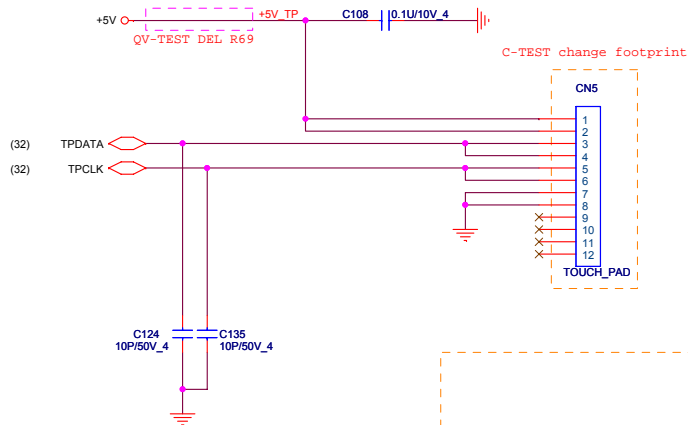 +5V
+5V_TP
C108
0.1U/10V_4
QV-TEST DEL R69
C-TEST change footprint
CN5
1
2
(32) TPDATA
3
4
(32) TPCLK
5
6
7
8
9
10
11
12
TOUCH_PAD
C124
10P/50V_4
C135
10P/50V_4